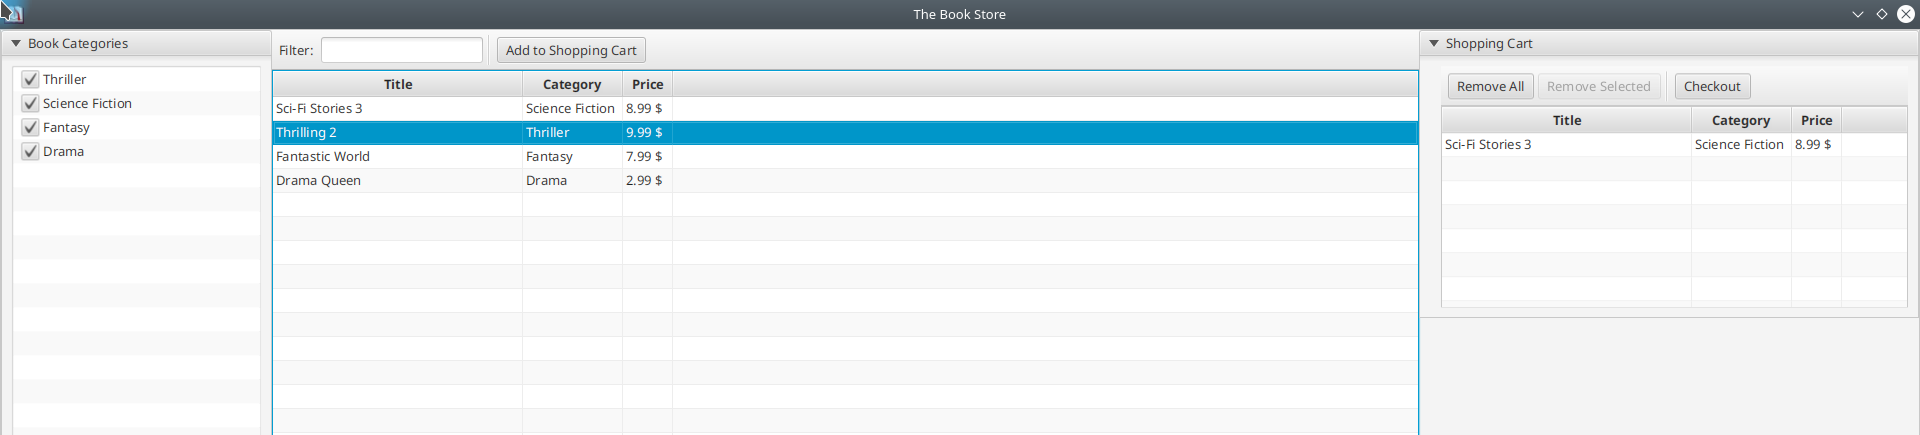 The Book Store
Book Categories
Thriller
Science Fiction
Fantasy
Drama
Filter: Add to Shopping Cart
Title Category Price
Sci-Fi Stories 3 Science Fiction 8.99 $
Thrilling 2 Thriller 9.99 $
Fantastic World Fantasy 7.99 $
Drama Queen Drama 2.99 $
Shopping Cart
Remove All Remove Selected Checkout
Title Category Price
Sci-Fi Stories 3 Science Fiction 8.99 $